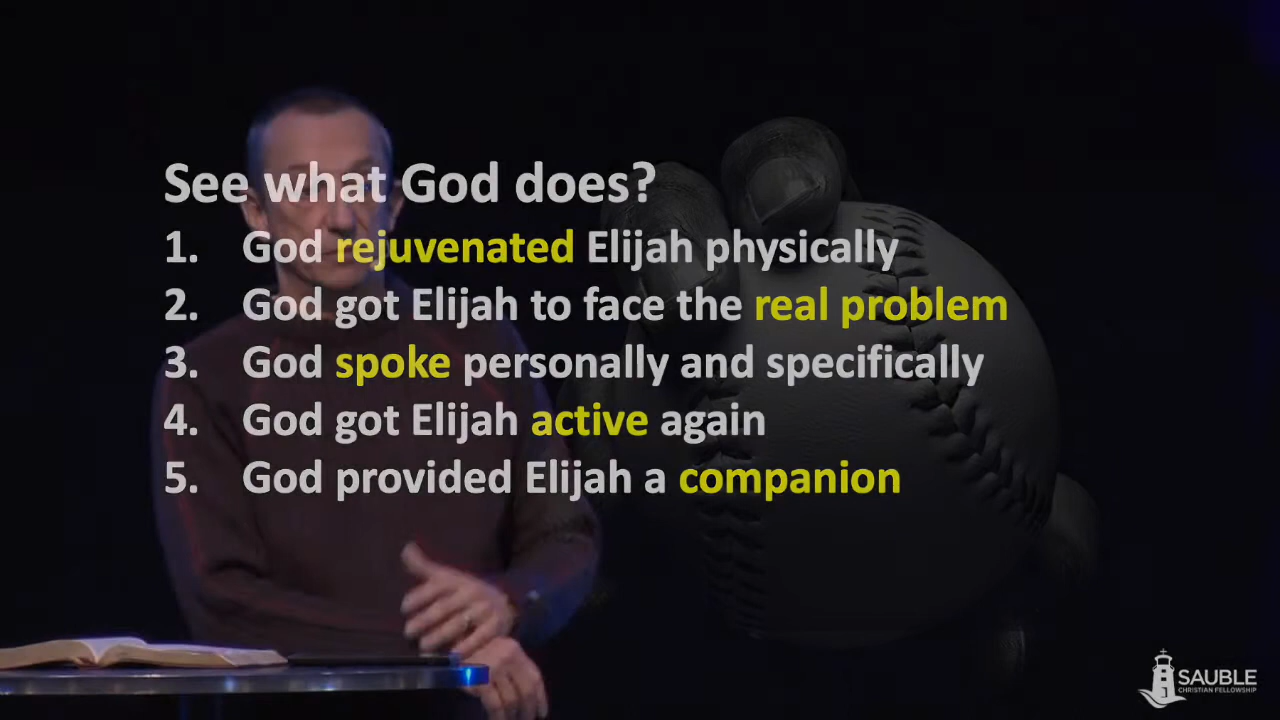 See what God does?
1. God rejuvenated Elijah physically
2. God got Elijah to face the real problem
3. God spoke personally and specifically
4. God got Elijah active again
5. God provided Elijah a companion
SAUBLE
CHRISTIAN FELLOWSHIP